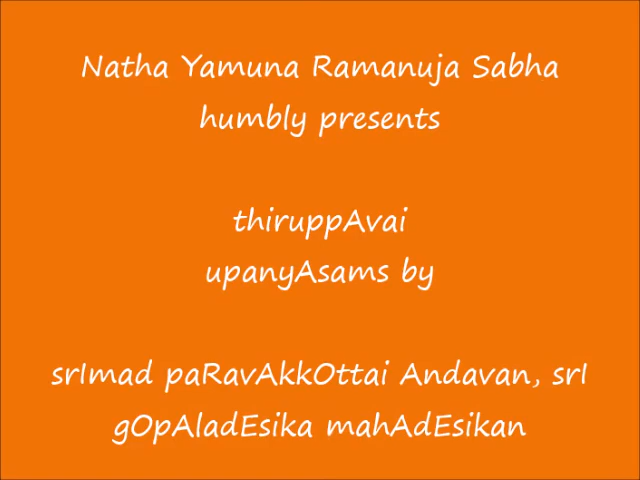 Natha Yamuna Ramanuja Sabha
humbly presents
thiruppAvai
upanyAsams by
srImad paRavAkkOttai Andavan, srI
gOpAladEsika mahAdEsikan